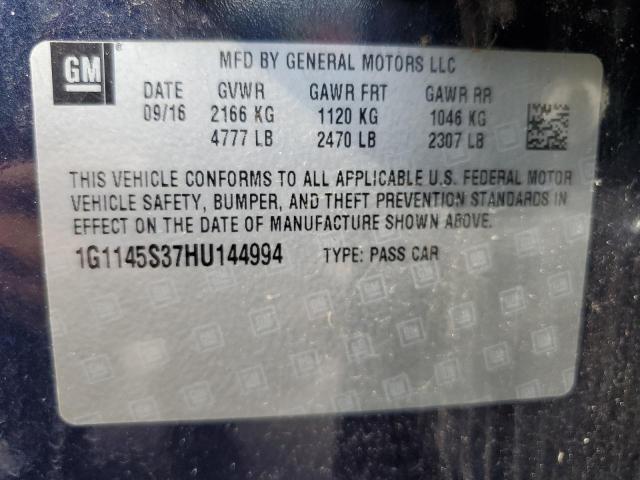 GM
MFD BY GENERAL MOTORS LLC
DATE GVWR GAWR FRT GAWR RR
09/16 2166 KG 1120 KG 1046 KG
4777 LB 2470 LB 2307 LB
THIS VEHICLE CONFORMS TO ALL APPLICABLE U.S. FEDERAL MOTOR
VEHICLE SAFETY, BUMPER, AND THEFT PREVENTION STANDARDS IN
EFFECT ON THE DATE OF MANUFACTURE SHOWN ABOVE.
1G1145S37HU144994 TYPE: PASS CAR